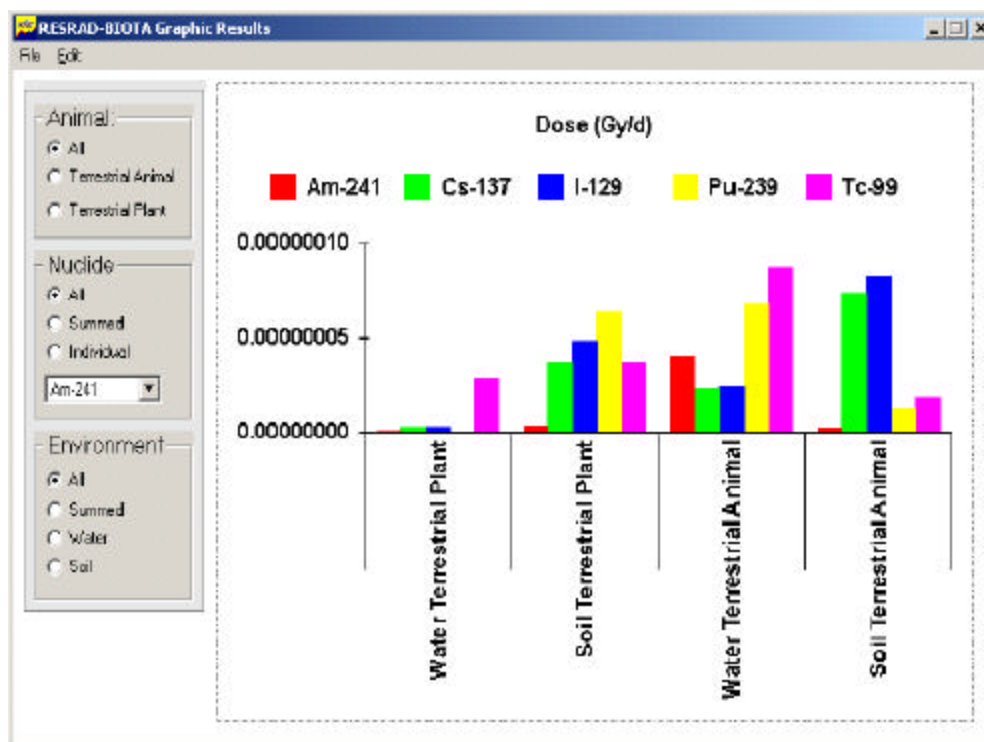 RESRAD-BIOTA Graphic Results
File Edit
Animal:
All
Terrestrial Animal
Terrestrial Plant
Nuclide
All
Summed
Individual
Am-241
Environment
All
Summed
Water
Soil
Dose (Gy/d)
Am-241 Cs-137 I-129 Pu-239 Tc-99
0.00000010
0.00000005
0.00000000
Water Terrestrial Plant
Soil Terrestrial Plant
Water Terrestrial Animal
Soil Terrestrial Animal